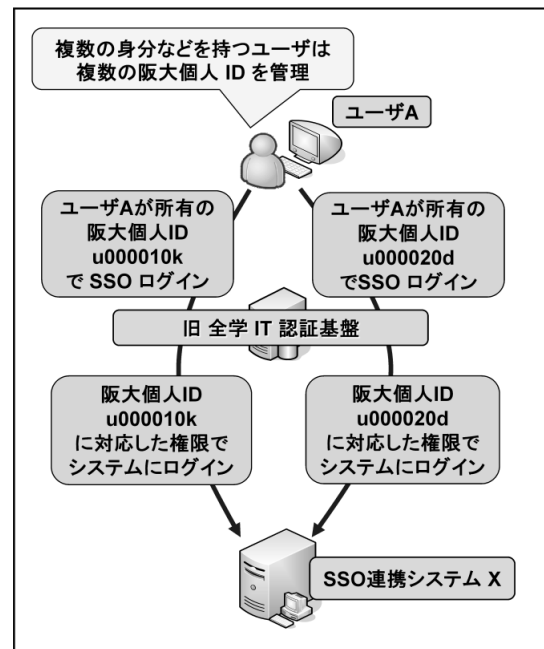 複数の身分などを持つユーザは
複数の阪大個人 ID を管理
ユーザA
ユーザAが所有の
阪大個人ID
u000010k
で SSO ログイン
ユーザAが所有の
阪大個人ID
u000020d
でSSO ログイン
旧 全学 IT 認証基盤
阪大個人ID
u000010k
に対応した権限で
システムにログイン
阪大個人ID
u000020d
に対応した権限で
システムにログイン
SSO連携システム X